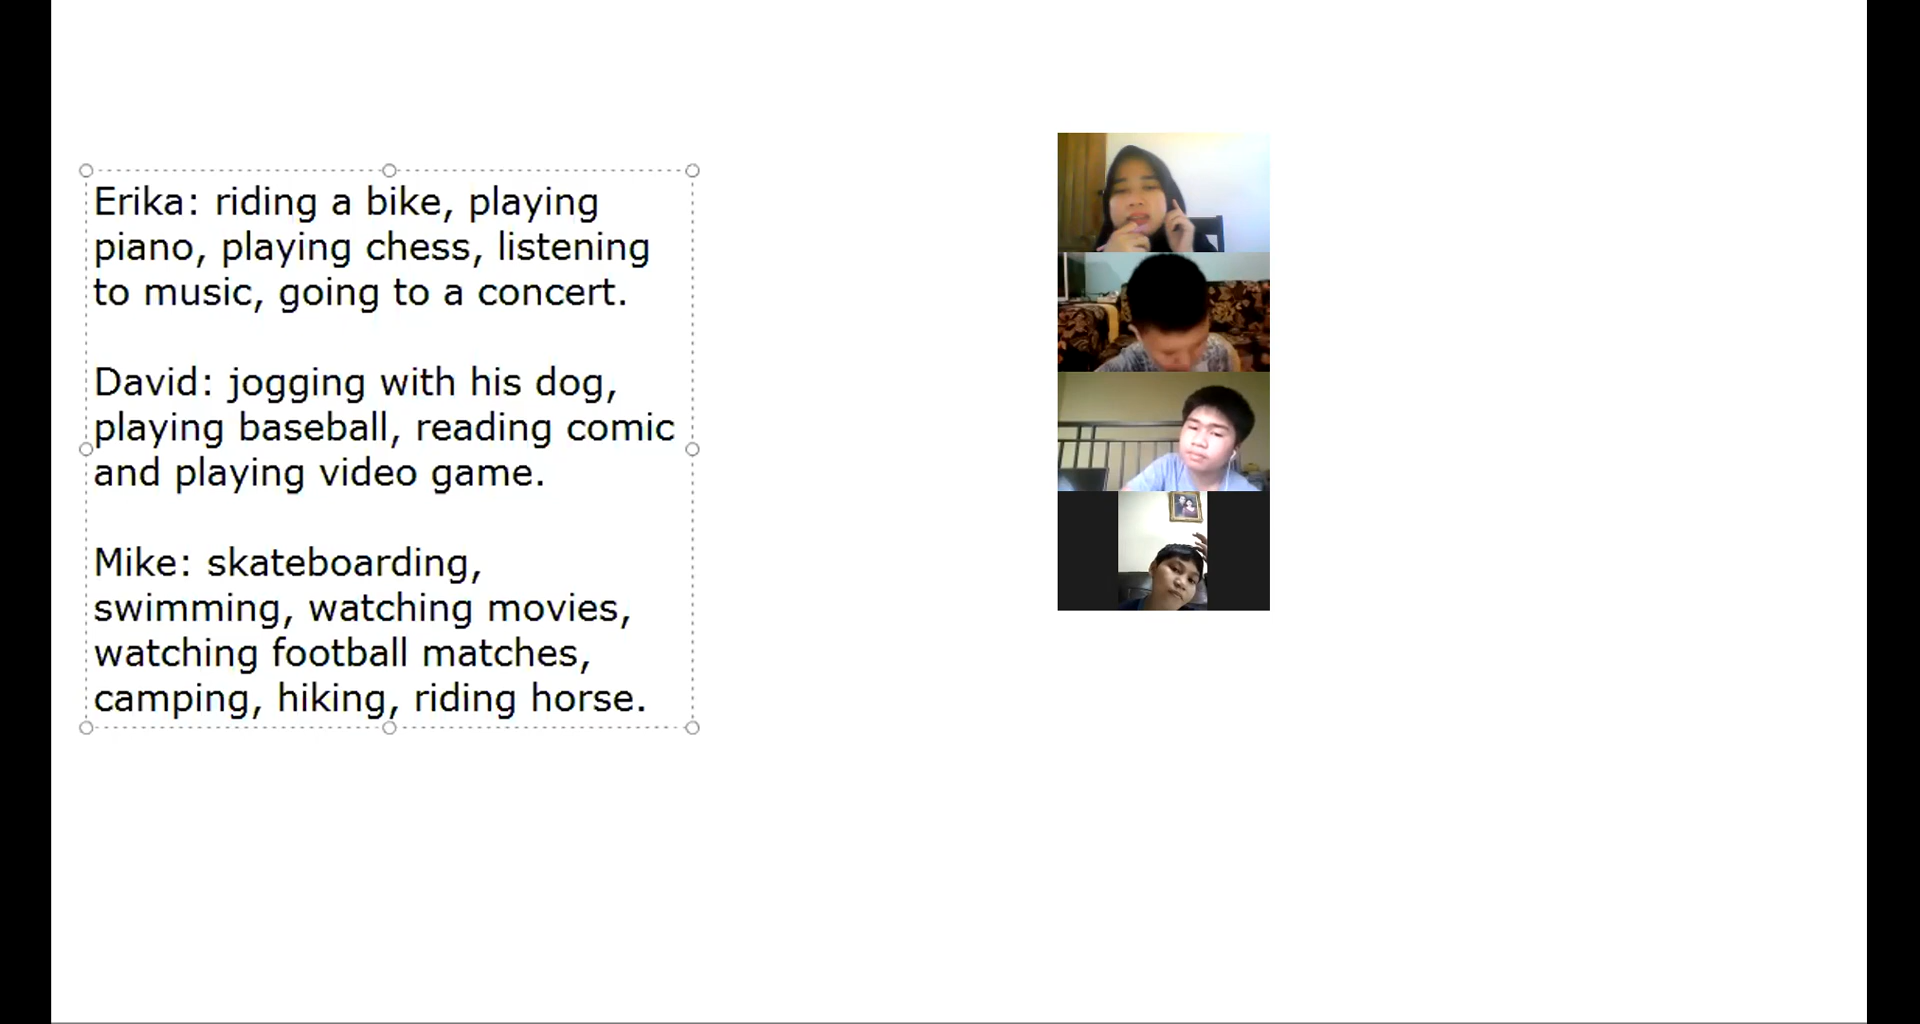 Erika: riding a bike, playing
piano, playing chess, listening
to music, going to a concert.
David: jogging with his dog,
playing baseball, reading comic
and playing video game.
Mike: skateboarding,
swimming, watching movies,
watching football matches,
camping, hiking, riding horse.